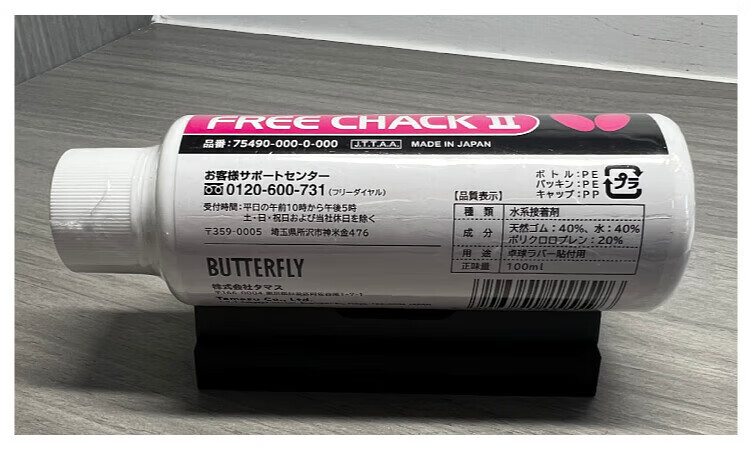 FREE CHACK II
品番:75490-000-0-000 J.T.T.A.A. MADE IN JAPAN
お客様サポートセンター
0120-600-731 (フリーダイヤル)
受付時間:平日の午前10時から午後5時
土・日・祝日および当社休日を除く
〒359-0005 埼玉県所沢市神米金476
BUTTERFLY
株式会社タマス
Tamasu Co., Ltd
ボトル:PE
パッキン:PE
キャップ:PP
プラ
【品質表示】
種類 水系接着剤
成分 天然ゴム:40%、水:40%
ポリクロロプレン:20%
用途 卓球ラバー貼付用
正味量 100ml